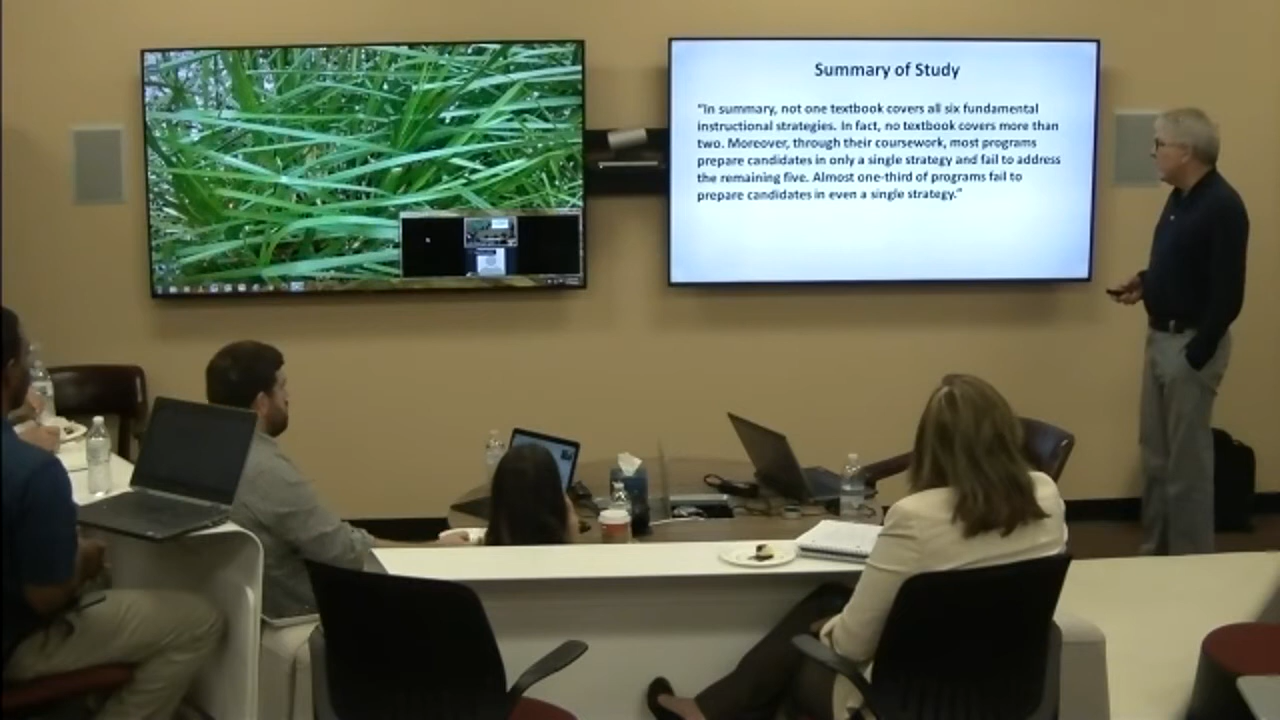 Summary of Study
"In summary, not one textbook covers all six fundamental
instructional strategies. In fact, no textbook covers more than
two. Moreover, through their coursework, most programs
prepare candidates in only a single strategy and fail to address
the remaining five. Almost one-third of programs fail to
prepare candidates in even a single strategy."